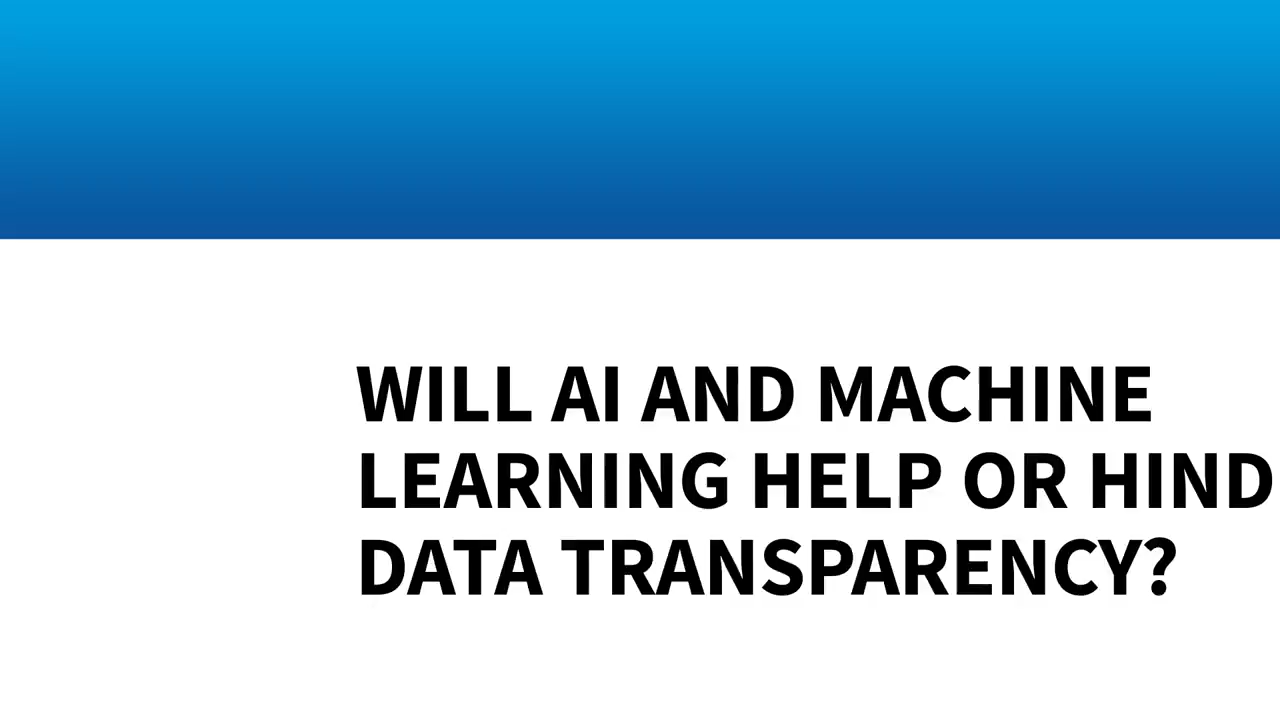 WILL AI AND MACHINE
LEARNING HELP OR HIND
DATA TRANSPARENCY?